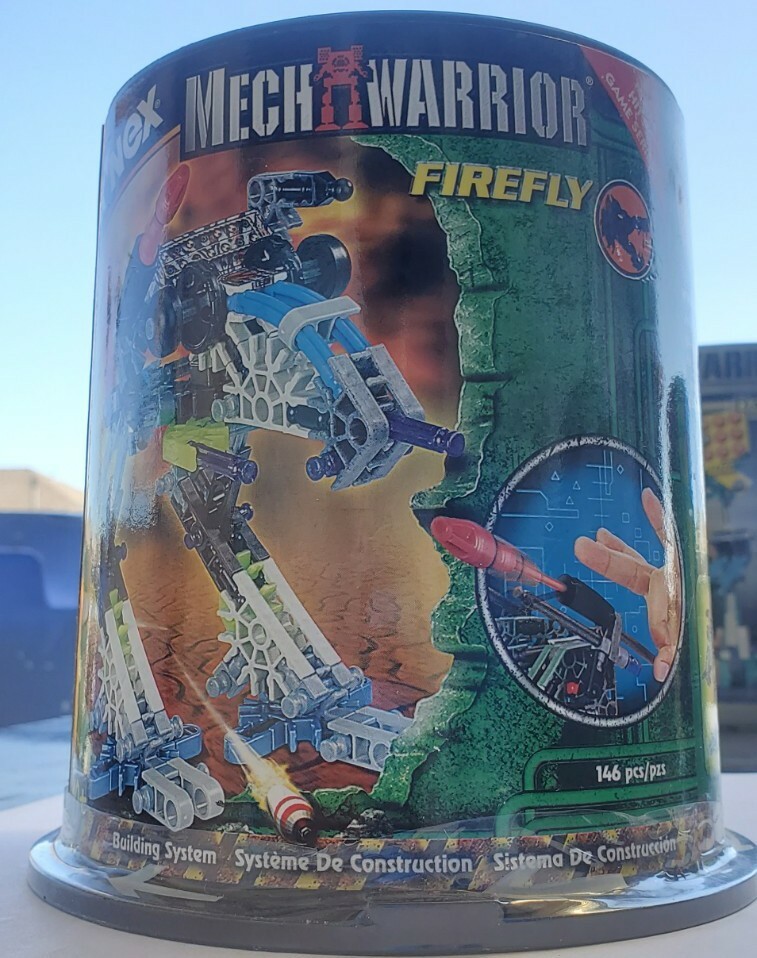 MECHWARRIOR®
FIREFLY
146 pcs/pzs
Building System Système De Construction Sistema De Construcción